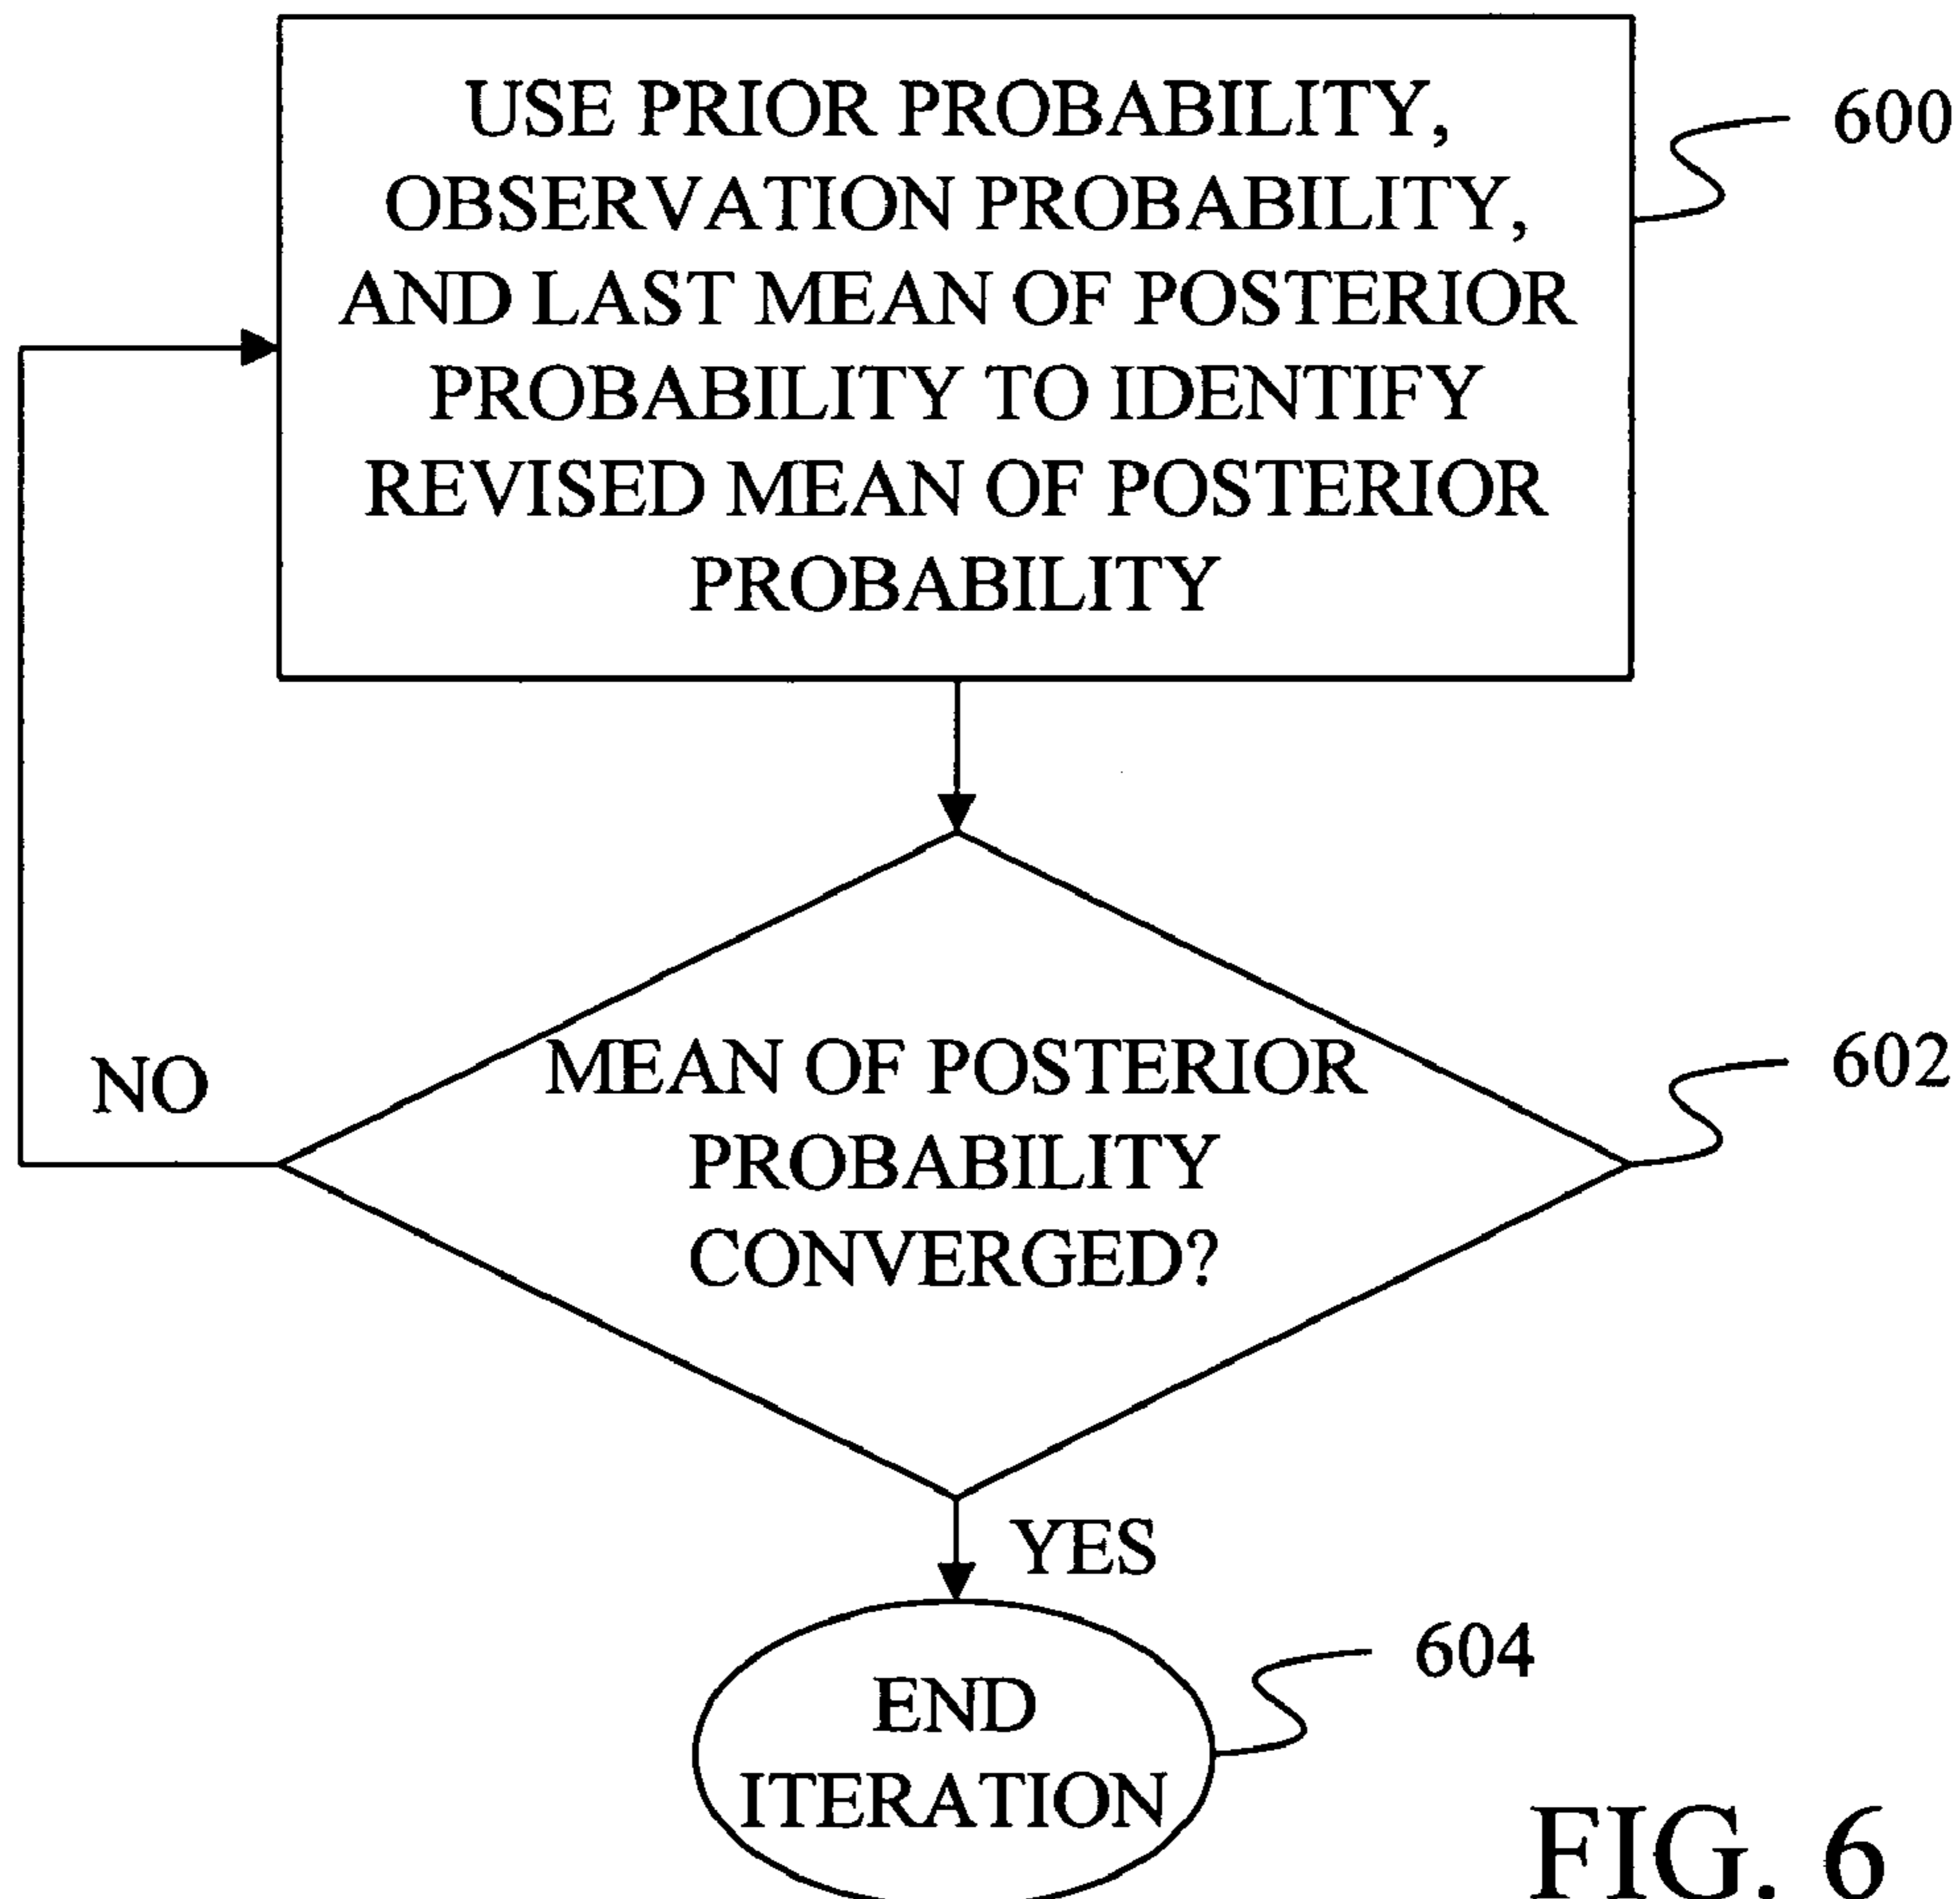 USE PRIOR PROBABILITY,
OBSERVATION PROBABILITY,
AND LAST MEAN OF POSTERIOR
PROBABILITY TO IDENTIFY
REVISED MEAN OF POSTERIOR
PROBABILITY
600
MEAN OF POSTERIOR
PROBABILITY
CONVERGED?
602
NO
YES
END
ITERATION
604
FIG. 6